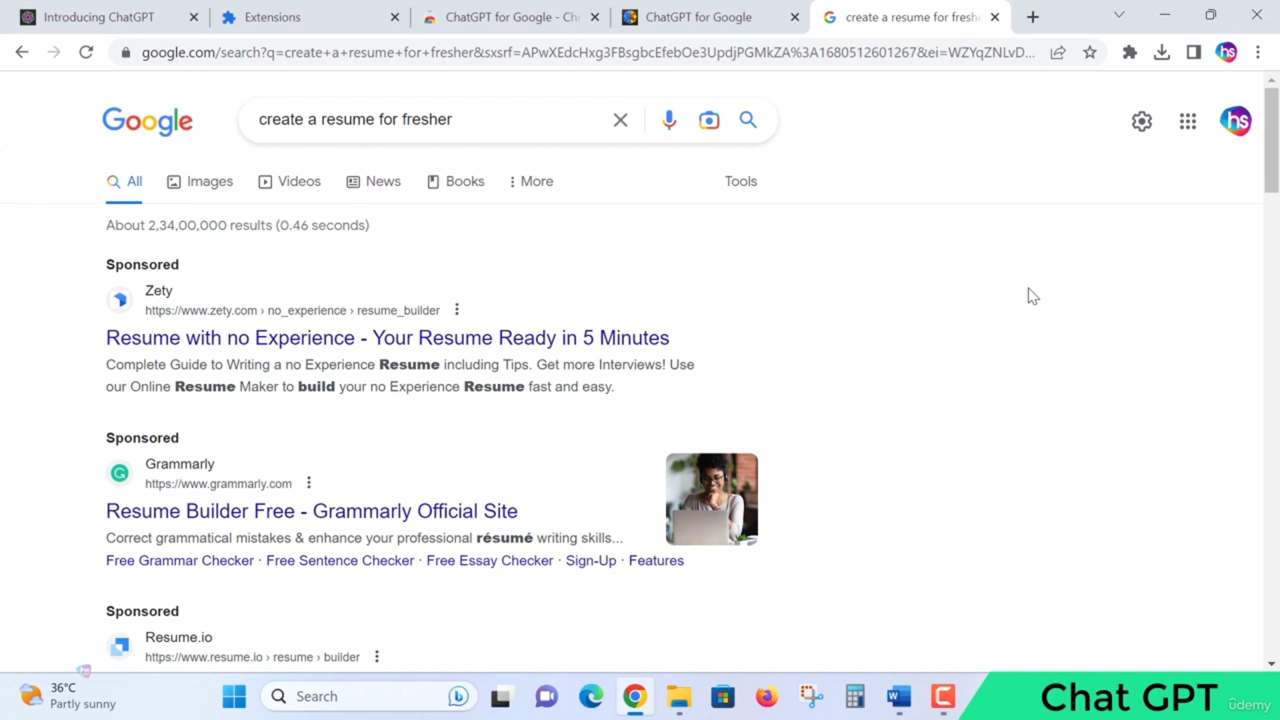 Introducing ChatGPT
Extensions
ChatGPT for Google - Chr
ChatGPT for Google
create a resume for freshe
google.com/search?q=create+a+resume+for+fresher&sxsrf=APwXEdcHxg3FBsgbcEfebOe3UpdjPGMkZA%3A1680512601267&ei=WZYqZNLvD...
Google
create a resume for fresher
hs
All
Images
Videos
News
Books
More
Tools
About 2,34,00,000 results (0.46 seconds)
Sponsored
Zety
https://www.zety.com › no_experience › resume_builder
Resume with no Experience - Your Resume Ready in 5 Minutes
Complete Guide to Writing a no Experience Resume including Tips. Get more Interviews! Use
our Online Resume Maker to build your no Experience Resume fast and easy.
Sponsored
Grammarly
https://www.grammarly.com
Resume Builder Free - Grammarly Official Site
Correct grammatical mistakes & enhance your professional résumé writing skills...
Free Grammar Checker · Free Sentence Checker · Free Essay Checker · Sign-Up · Features
Sponsored
Resume.io
https://www.resume.io › resume › builder
36°C
Partly sunny
Search
Chat GPT
ûdemy